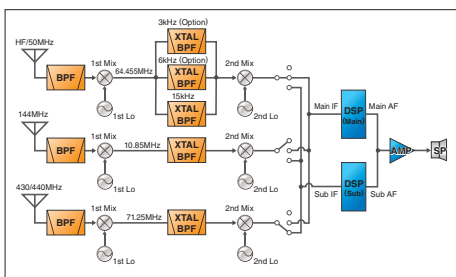 3kHz (Option)
XTAL
BPF
HF/50MHz
1st Mix
6kHz (Option)
2nd Mix
BPF
64.455MHz
XTAL
BPF
15kHz
XTAL
BPF
1st Lo
2nd Lo
144MHz
1st Mix
2nd Mix
BPF
10.85MHz
XTAL
BPF
1st Lo
2nd Lo
430/440MHz
1st Mix
2nd Mix
BPF
71.25MHz
XTAL
BPF
1st Lo
2nd Lo
Main IF
DSP
(Main)
Main AF
AMP
SP
Sub IF
DSP
(Sub)
Sub AF